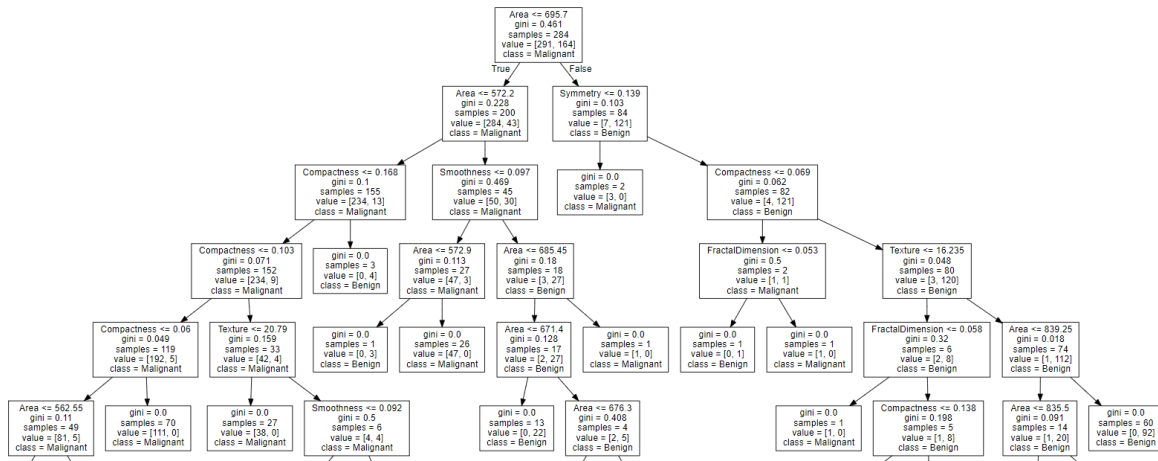 Area <= 695.7
gini = 0.461
samples = 284
value = [291, 164]
class = Malignant
True
False
Area <= 572.2
gini = 0.228
samples = 200
value = [284, 43]
class = Malignant
Symmetry <= 0.139
gini = 0.103
samples = 84
value = [7, 121]
class = Benign
Compactness <= 0.168
gini = 0.1
samples = 155
value = [234, 13]
class = Malignant
Smoothness <= 0.097
gini = 0.469
samples = 45
value = [50, 30]
class = Malignant
gini = 0.0
samples = 2
value = [3, 0]
class = Malignant
Compactness <= 0.069
gini = 0.062
samples = 82
value = [4, 121]
class = Benign
Compactness <= 0.103
gini = 0.071
samples = 152
value = [234, 9]
class = Malignant
gini = 0.0
samples = 3
value = [0, 4]
class = Benign
Area <= 572.9
gini = 0.113
samples = 27
value = [47, 3]
class = Malignant
Area <= 685.45
gini = 0.18
samples = 18
value = [3, 27]
class = Benign
FractalDimension <= 0.053
gini = 0.5
samples = 2
value = [1, 1]
class = Malignant
Texture <= 16.235
gini = 0.048
samples = 80
value = [3, 120]
class = Benign
Compactness <= 0.06
gini = 0.049
samples = 119
value = [192, 5]
class = Malignant
Texture <= 20.79
gini = 0.159
samples = 33
value = [42, 4]
class = Malignant
gini = 0.0
samples = 1
value = [0, 3]
class = Benign
gini = 0.0
samples = 26
value = [47, 0]
class = Malignant
Area <= 671.4
gini = 0.128
samples = 17
value = [2, 27]
class = Benign
gini = 0.0
samples = 1
value = [1, 0]
class = Malignant
gini = 0.0
samples = 1
value = [0, 1]
class = Benign
gini = 0.0
samples = 1
value = [1, 0]
class = Malignant
FractalDimension <= 0.058
gini = 0.32
samples = 6
value = [2, 8]
class = Benign
Area <= 839.25
gini = 0.018
samples = 74
value = [1, 112]
class = Benign
Area <= 562.55
gini = 0.11
samples = 49
value = [81, 5]
class = Malignant
gini = 0.0
samples = 70
value = [111, 0]
class = Malignant
gini = 0.0
samples = 27
value = [38, 0]
class = Malignant
Smoothness <= 0.092
gini = 0.5
samples = 6
value = [4, 4]
class = Malignant
gini = 0.0
samples = 13
value = [0, 22]
class = Benign
Area <= 676.3
gini = 0.408
samples = 4
value = [2, 5]
class = Benign
gini = 0.0
samples = 1
value = [1, 0]
class = Malignant
Compactness <= 0.138
gini = 0.198
samples = 5
value = [1, 8]
class = Benign
Area <= 835.5
gini = 0.091
samples = 14
value = [1, 20]
class = Benign
gini = 0.0
samples = 60
value = [0, 92]
class = Benign